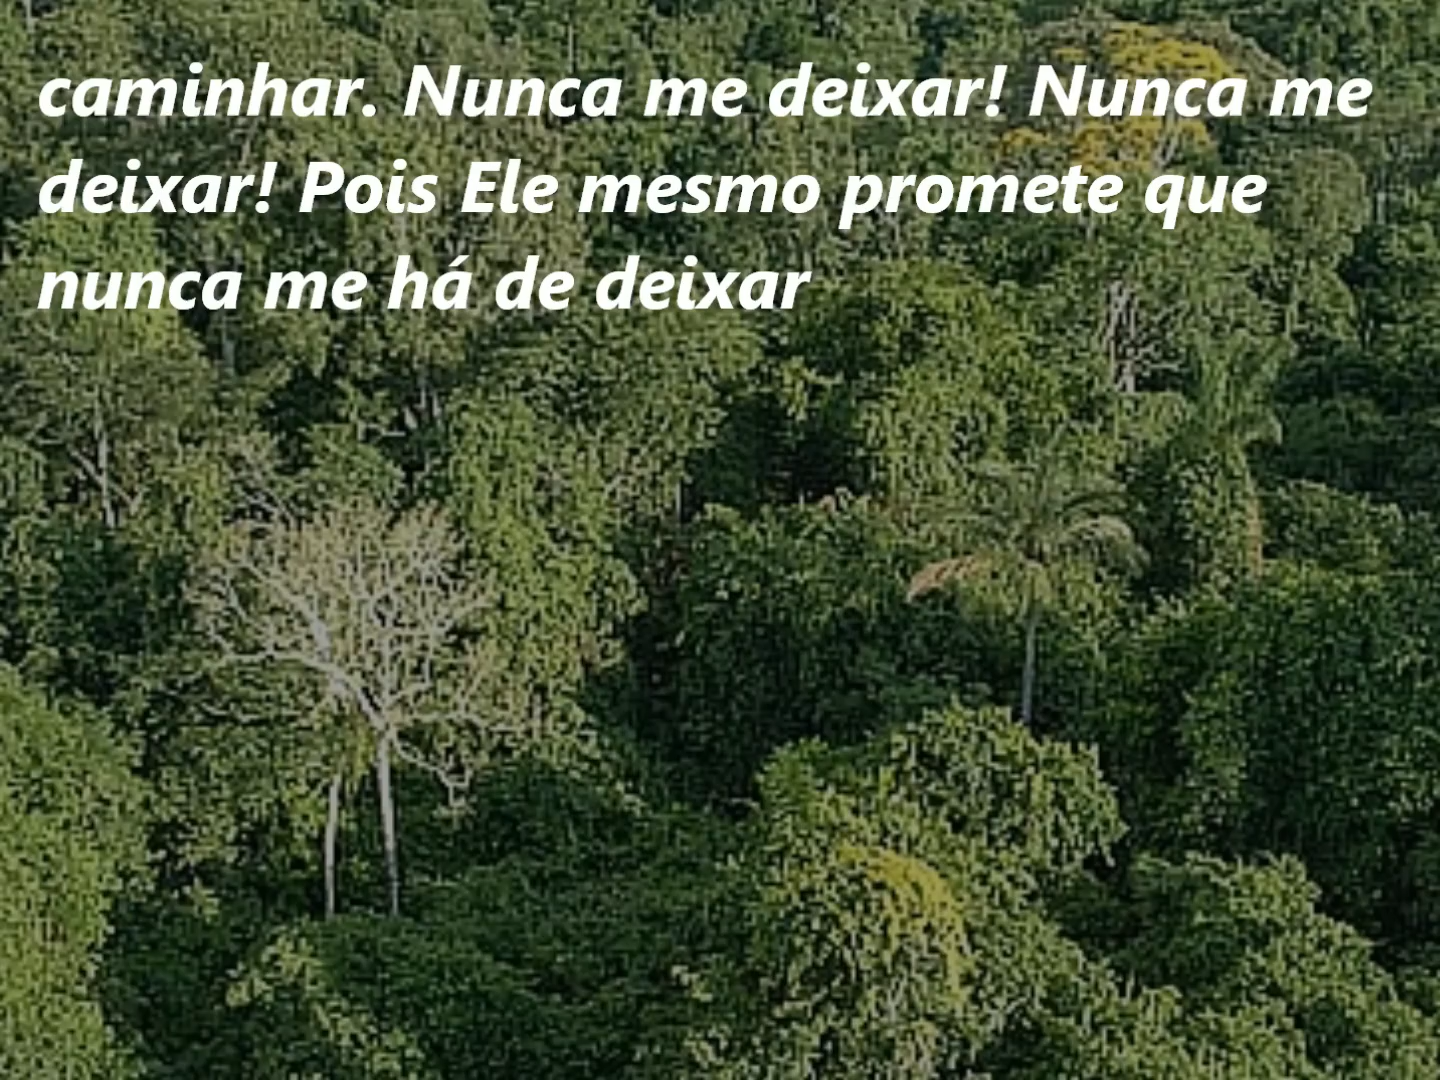 caminhar. Nunca me deixar! Nunca me
deixar! Pois Ele mesmo promete que
nunca me há de deixar